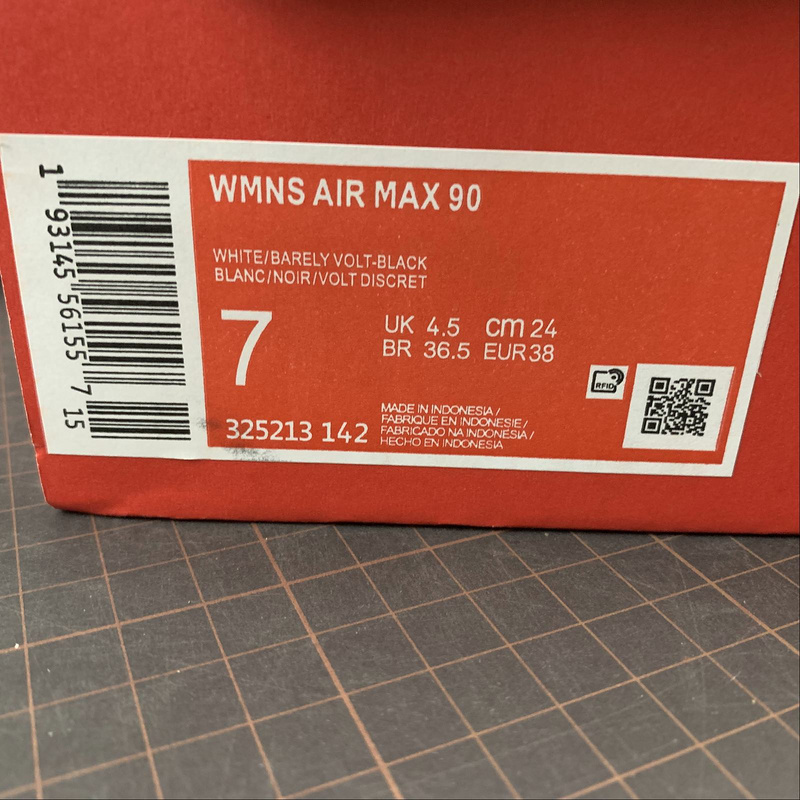 WMNS AIR MAX 90
WHITE/BARELY VOLT-BLACK
BLANC/NOIR/VOLT DISCRET
7
UK 4.5 cm 24
BR 36.5 EUR 38
325213 142
MADE IN INDONESIA /
FABRIQUE EN INDONESIE /
FABRICADO NA INDONÉSIA /
HECHO EN INDONESIA
RFID
1 93145 56155 7 15